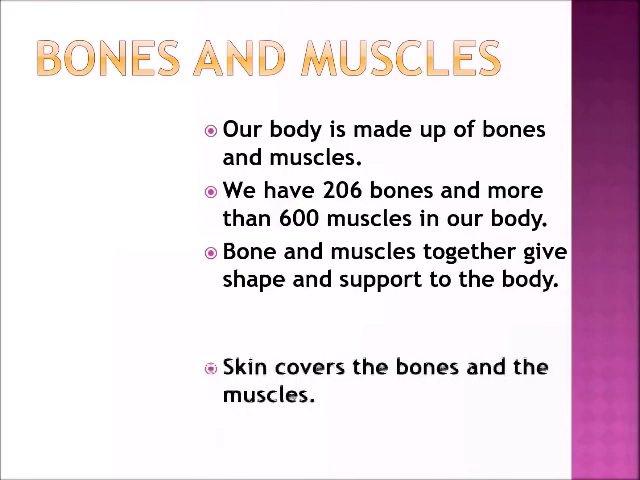 BONES AND MUSCLES
Our body is made up of bones
and muscles.
We have 206 bones and more
than 600 muscles in our body.
Bone and muscles together give
shape and support to the body.
Skin covers the bones and the
muscles.